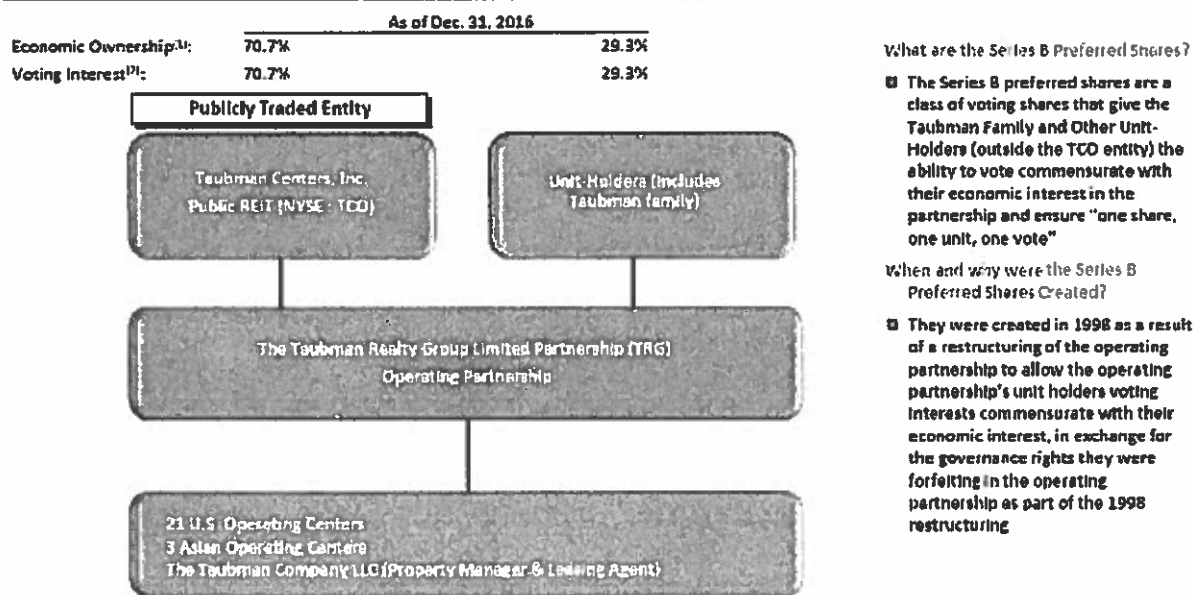 As of Dec. 31, 2016
Economic Ownership(1): 70.7% 29.3%
Voting Interest(2): 70.7% 29.3%
Publicly Traded Entity
Taubman Centers, Inc.
Public REIT (NYSE : TCO)
Unit-Holders (includes
Taubman family)
The Taubman Realty Group Limited Partnership (TRG)
Operating Partnership
21 U.S. Operating Centers
3 Asian Operating Centers
The Taubman Company LLC (Property Manager & Leasing Agent)
What are the Series B Preferred Shares?
The Series B preferred shares are a
class of voting shares that give the
Taubman Family and Other Unit-
Holders (outside the TCO entity) the
ability to vote commensurate with
their economic interest in the
partnership and ensure "one share,
one unit, one vote"
When and why were the Series B
Preferred Shares Created?
They were created in 1998 as a result
of a restructuring of the operating
partnership to allow the operating
partnership's unit holders voting
interests commensurate with their
economic interest, in exchange for
the governance rights they were
forfeiting in the operating
partnership as part of the 1998
restructuring